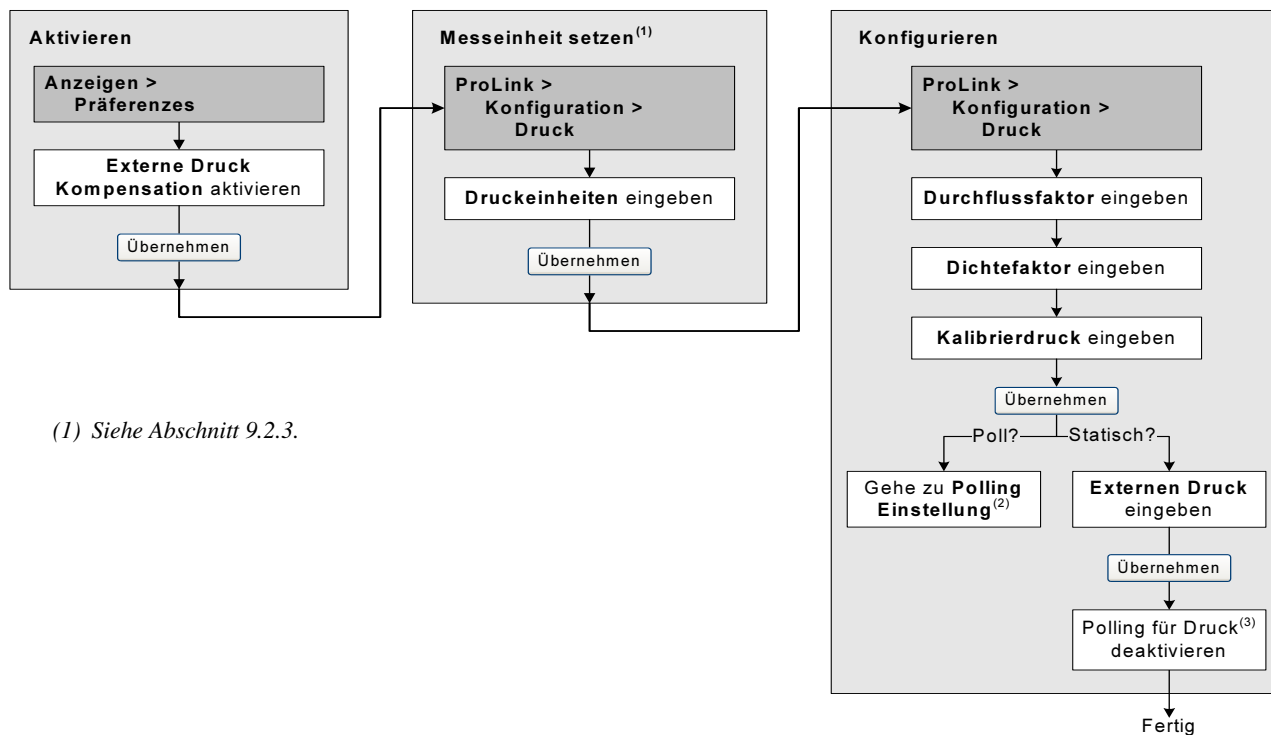 Aktivieren
Anzeigen >
Präferenzes
Externe Druck
Kompensation aktivieren
Übernehmen
Messeinheit setzen(1)
ProLink >
Konfiguration >
Druck
Druckeinheiten eingeben
Übernehmen
Konfigurieren
ProLink >
Konfiguration >
Druck
Durchflussfaktor eingeben
Dichtefaktor eingeben
Kalibrierdruck eingeben
Übernehmen
Poll?
Statisch?
Gehe zu Polling
Einstellung(2)
Externen Druck
eingeben
Übernehmen
Polling für Druck(3)
deaktivieren
Fertig
(1) Siehe Abschnitt 9.2.3.